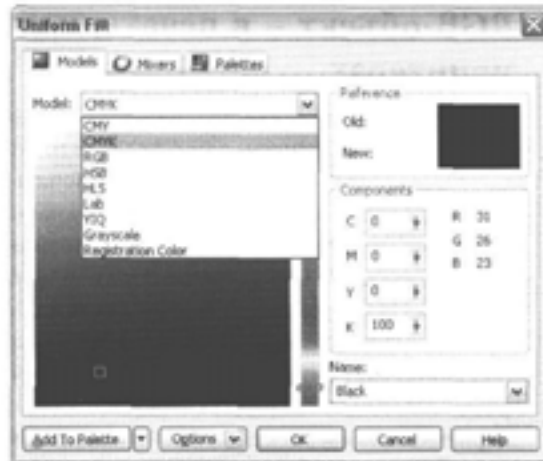 Uniform Fill
Models Mixers Palettes
Model: CMYK
CMY
CMYK
RGB
HSB
HLS
Lab
YIQ
Grayscale
Registration Color
Reference
Old:
New:
Components
C 0 R 31
M 0 G 26
Y 0 B 23
K 100
Name:
Black
Add To Palette Options OK Cancel Help